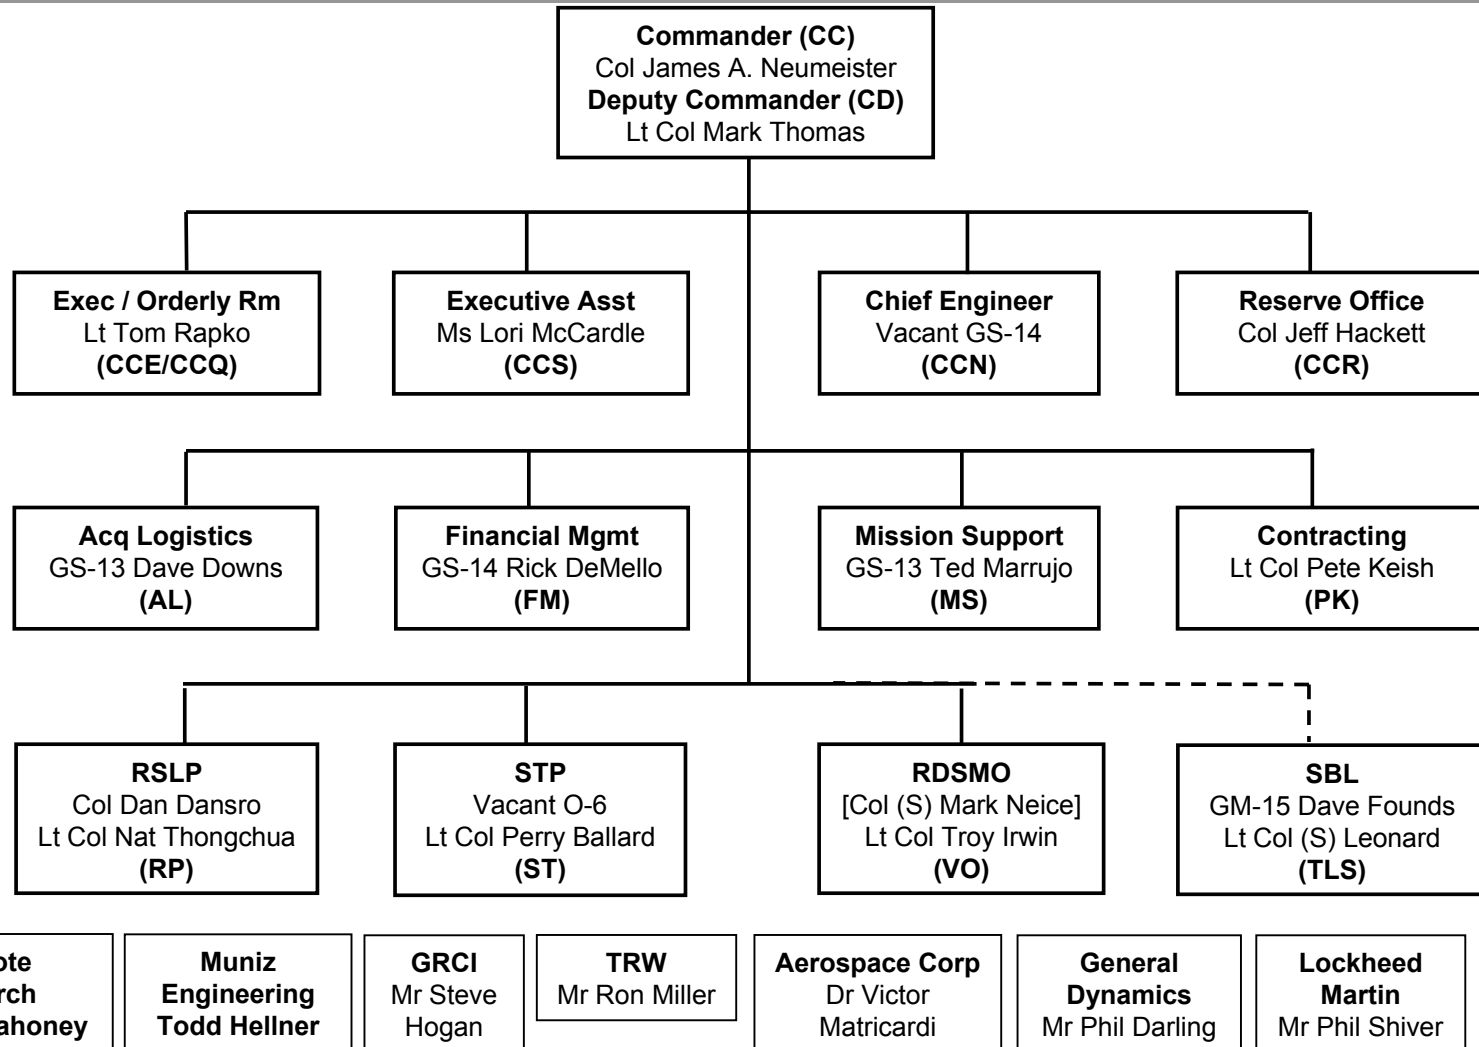 Commander (CC)
Col James A. Neumeister
Deputy Commander (CD)
Lt Col Mark Thomas
Exec / Orderly Rm
Lt Tom Rapko
(CCE/CCQ)
Executive Asst
Ms Lori McCardle
(CCS)
Chief Engineer
Vacant GS-14
(CCN)
Reserve Office
Col Jeff Hackett
(CCR)
Acq Logistics
GS-13 Dave Downs
(AL)
Financial Mgmt
GS-14 Rick DeMello
(FM)
Mission Support
GS-13 Ted Marrujo
(MS)
Contracting
Lt Col Pete Keish
(PK)
RSLP
Col Dan Dansro
Lt Col Nat Thongchua
(RP)
STP
Vacant O-6
Lt Col Perry Ballard
(ST)
RDSMO
[Col (S) Mark Neice]
Lt Col Troy Irwin
(VO)
SBL
GM-15 Dave Founds
Lt Col (S) Leonard
(TLS)
Muniz
Engineering
Todd Hellner
GRCI
Mr Steve
Hogan
TRW
Mr Ron Miller
Aerospace Corp
Dr Victor
Matricardi
General
Dynamics
Mr Phil Darling
Lockheed
Martin
Mr Phil Shiver